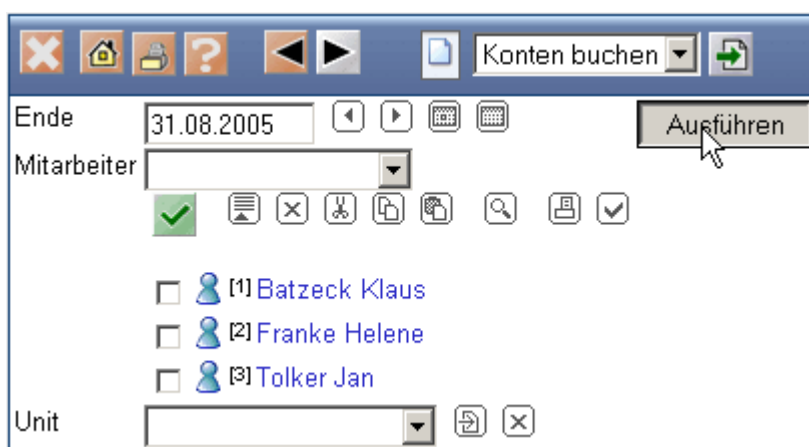 Konten buchen
Ende 31.08.2005 Ausführen
Mitarbeiter
[1] Batzeck Klaus
[2] Franke Helene
[3] Tolker Jan
Unit